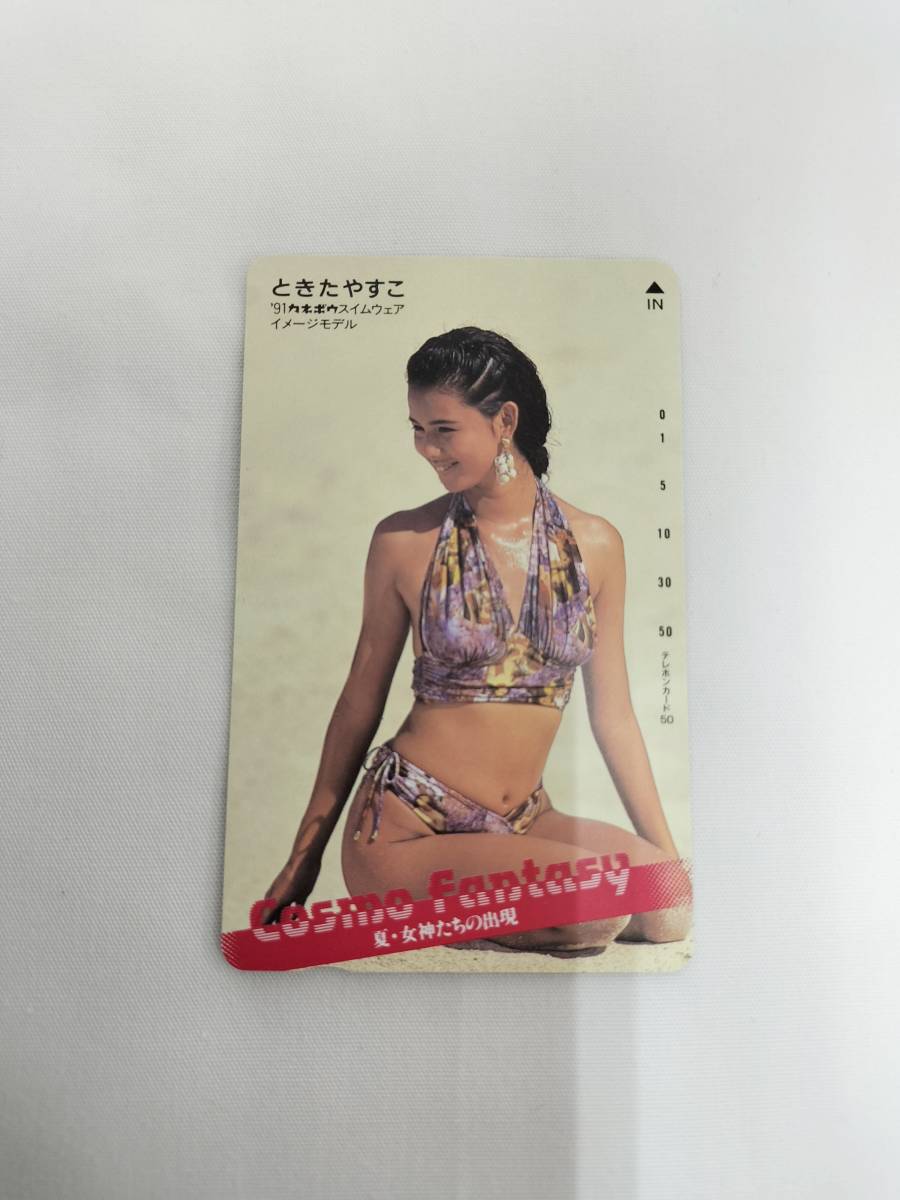 ときたやすこ
'91カネボウスイムウェア
イメージモデル
▲
IN
0
1
5
10
30
50
テレホンカード50
Cosmo Fantasy
夏・女神たちの出現